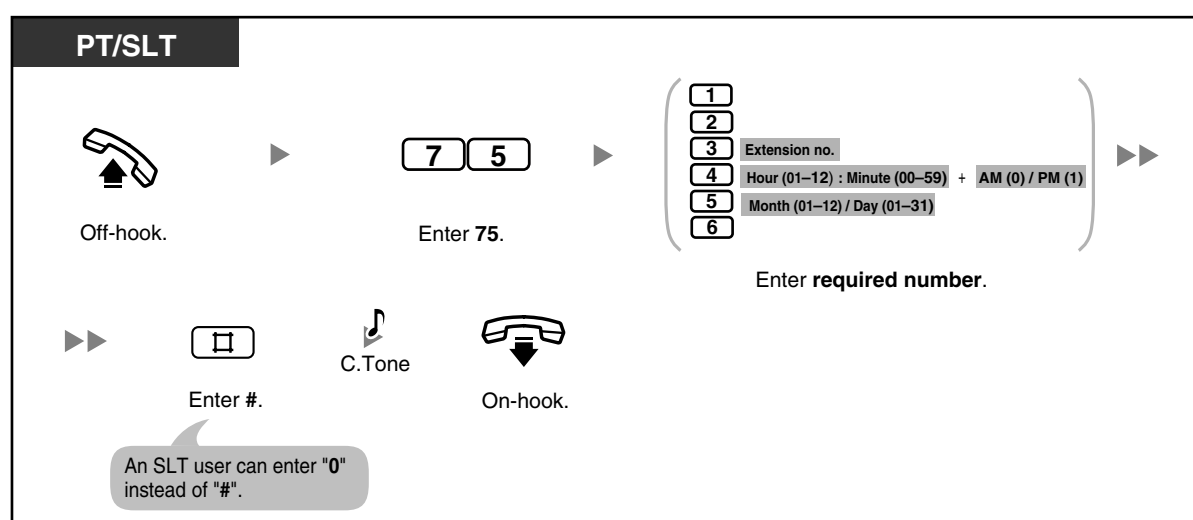 PT/SLT
1
2
3 Extension no.
4 Hour (01–12) : Minute (00–59) + AM (0) / PM (1)
5 Month (01–12) / Day (01–31)
6
7 5
Off-hook.
Enter 75.
Enter required number.
#
C.Tone
Enter #.
On-hook.
An SLT user can enter "0"
instead of "#".